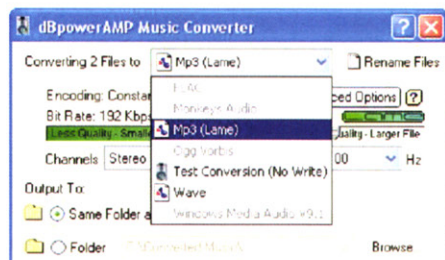 dBpowerAMP Music Converter
Converting 2 Files to Mp3 (Lame) Rename Files
FLAC
Encoding: Constan ced Options ?
Monkeys Audio
Bit Rate: 192 Kbps
Mp3 (Lame)
Less Quality - Smalle uality - Larger File
Ogg Vorbis
Channels Stereo 00 Hz
Test Conversion (No Write)
Output To:
Wave
Same Folder a
Windows Media Audio v9.1
Folder Browse